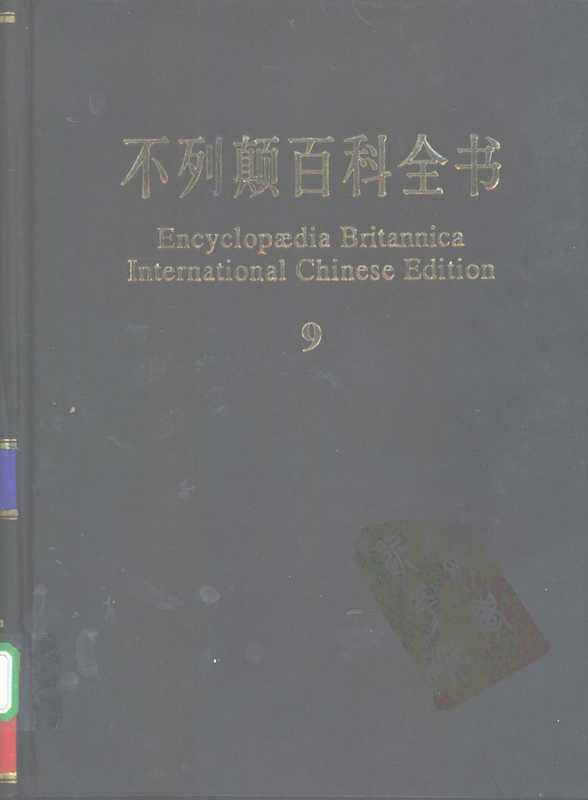 不列颠百科全书
Encyclopædia Britannica
International Chinese Edition
9